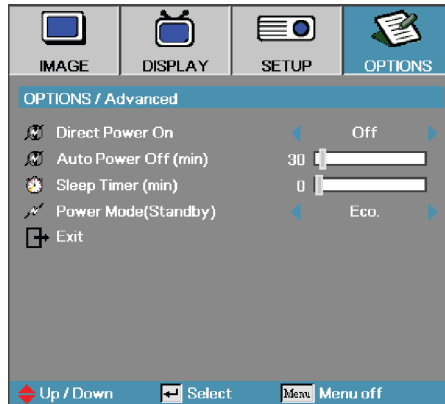 IMAGE DISPLAY SETUP OPTIONS
OPTIONS / Advanced
Direct Power On Off
Auto Power Off (min) 30
Sleep Timer (min) 0
Power Mode(Standby) Eco.
Exit
Up / Down Select Menu Menu off